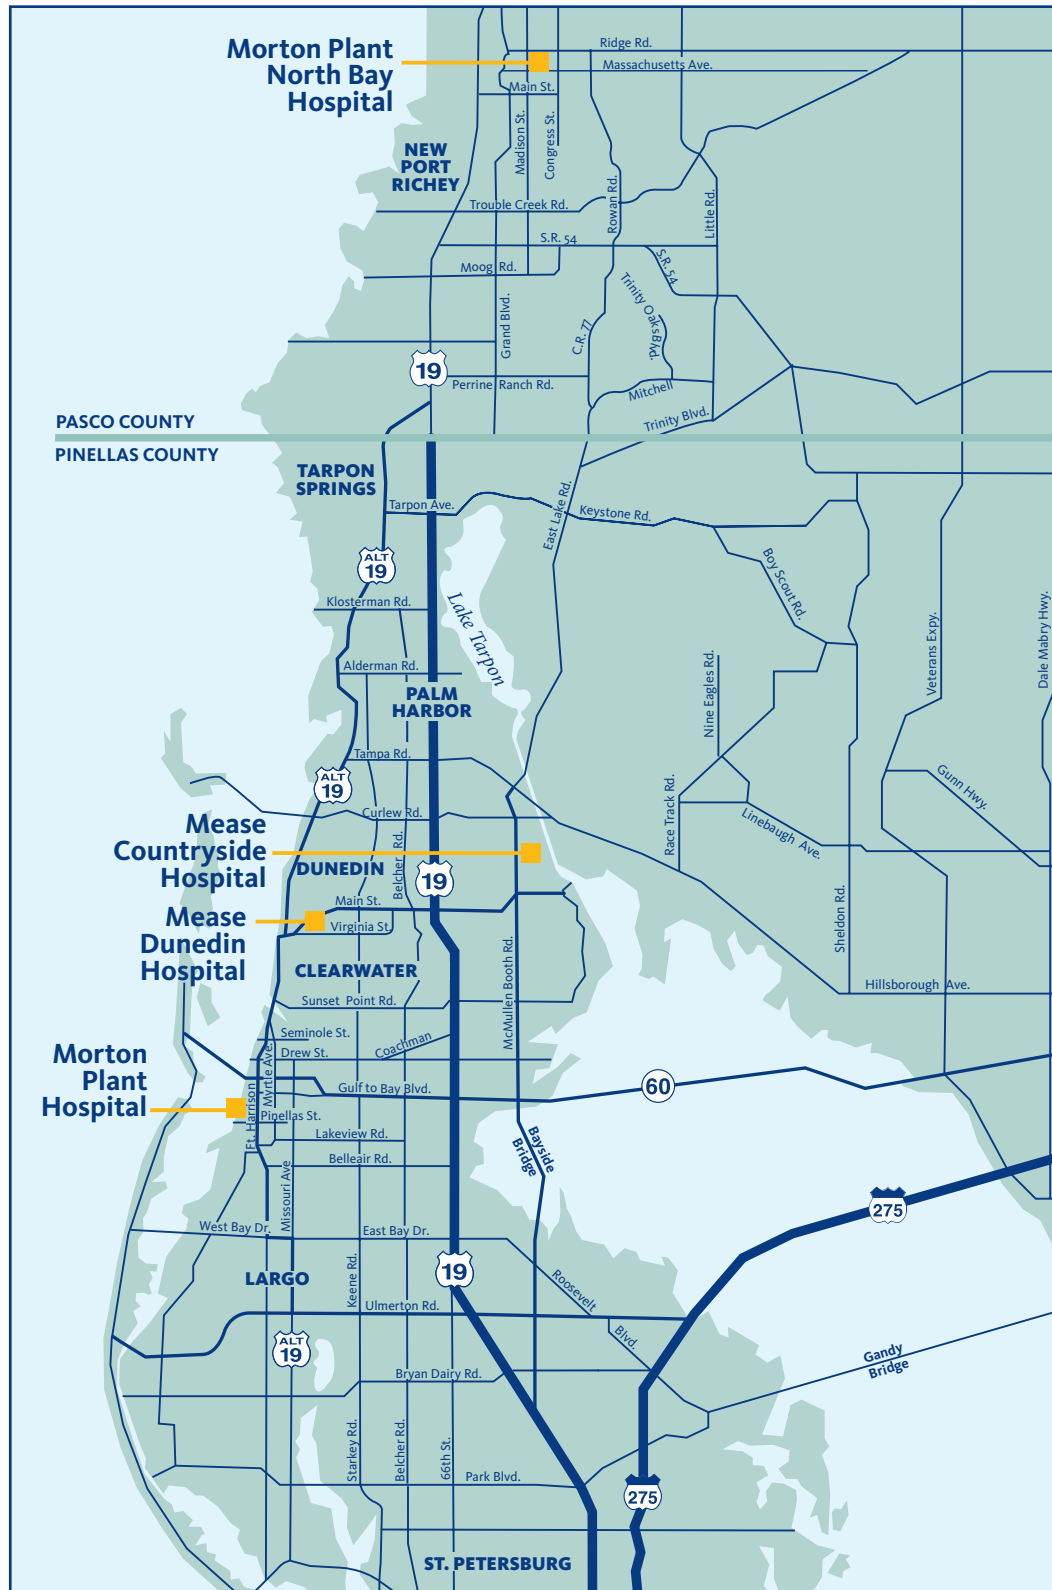 Morton Plant
North Bay
Hospital
Ridge Rd.
Massachusetts Ave.
Main St.
Madison St.
Congress St.
NEW
PORT
RICHEY
Trouble Creek Rd.
Rowan Rd.
Little Rd.
S.R. 54
S.R. 54
Moog Rd.
Grand Blvd.
C.R. 77
Trinity Oaks Blvd.
19
Perrine Ranch Rd.
Mitchell
Trinity Blvd.
PASCO COUNTY
PINELLAS COUNTY
TARPON
SPRINGS
Tarpon Ave.
East Lake Rd.
Keystone Rd.
ALT
19
Boy Scout Rd.
Klosterman Rd.
Lake Tarpon
Veterans Expy.
Dale Mabry Hwy.
Alderman Rd.
Nine Eagles Rd.
PALM
HARBOR
Tampa Rd.
ALT
19
Gunn Hwy.
Race Track Rd.
Curlew Rd.
Linebaugh Ave.
Mease
Countryside
Hospital
DUNEDIN
Belcher Rd.
19
Main St.
Sheldon Rd.
Mease
Dunedin
Hospital
Virginia St.
CLEARWATER
McMullen Booth Rd.
Hillsborough Ave.
Sunset Point Rd.
Seminole St.
Drew St.
Coachman
Myrtle Ave.
Morton
Plant
Hospital
Gulf to Bay Blvd.
60
Ft. Harrison
Pinellas St.
Lakeview Rd.
Bayside
Bridge
Belleair Rd.
Missouri Ave
275
West Bay Dr.
East Bay Dr.
LARGO
Keene Rd.
19
Roosevelt
Blvd.
Ulmerton Rd.
ALT
19
Gandy
Bridge
Bryan Dairy Rd.
Starkey Rd.
Belcher Rd.
66th St.
Park Blvd.
275
ST. PETERSBURG